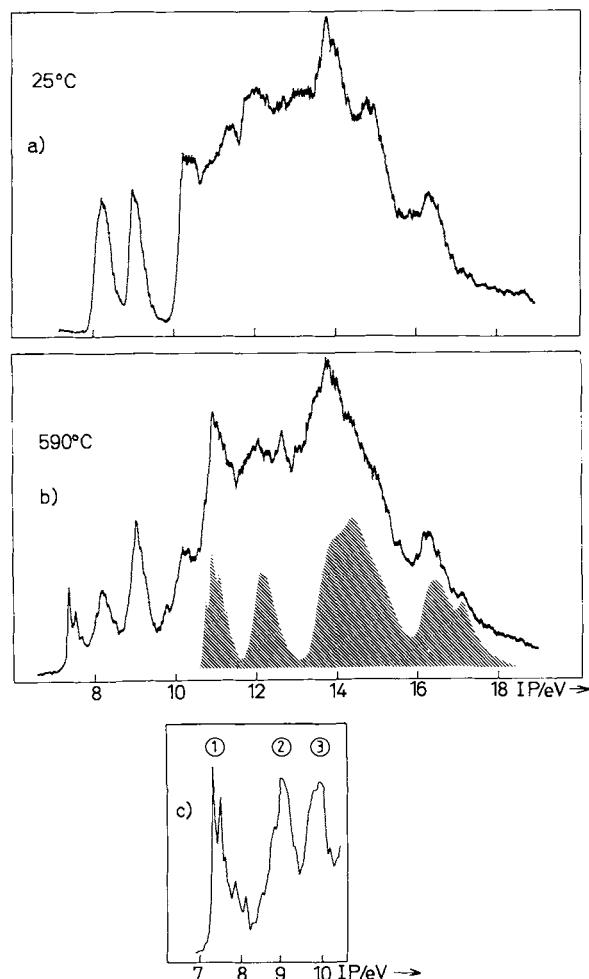 25°C
a)
590°C
b)
8 10 12 14 16 18 IP/eV →
① ② ③
c)
7 8 9 10 IP/eV →